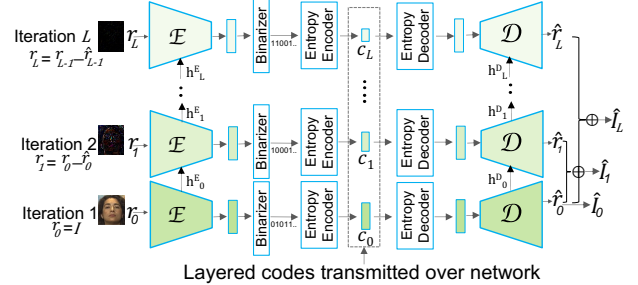 Iteration L
r_L = r_{L-1} – r̂_{L-1}
r_L
ℰ
Binarizer
11001..
Entropy Encoder
c_L
Entropy Decoder
𝒟
r̂_L
h^E_L
h^D_L
Î_L
h^E_1
h^D_1
Iteration 2
r_1 = r_0 – r̂_0
r_1
ℰ
Binarizer
10001..
Entropy Encoder
c_1
Entropy Decoder
𝒟
r̂_1
Î_1
h^E_0
h^D_0
Iteration 1
r_0 = I
r_0
ℰ
Binarizer
01011..
Entropy Encoder
c_0
Entropy Decoder
𝒟
r̂_0
Î_0
Layered codes transmitted over network